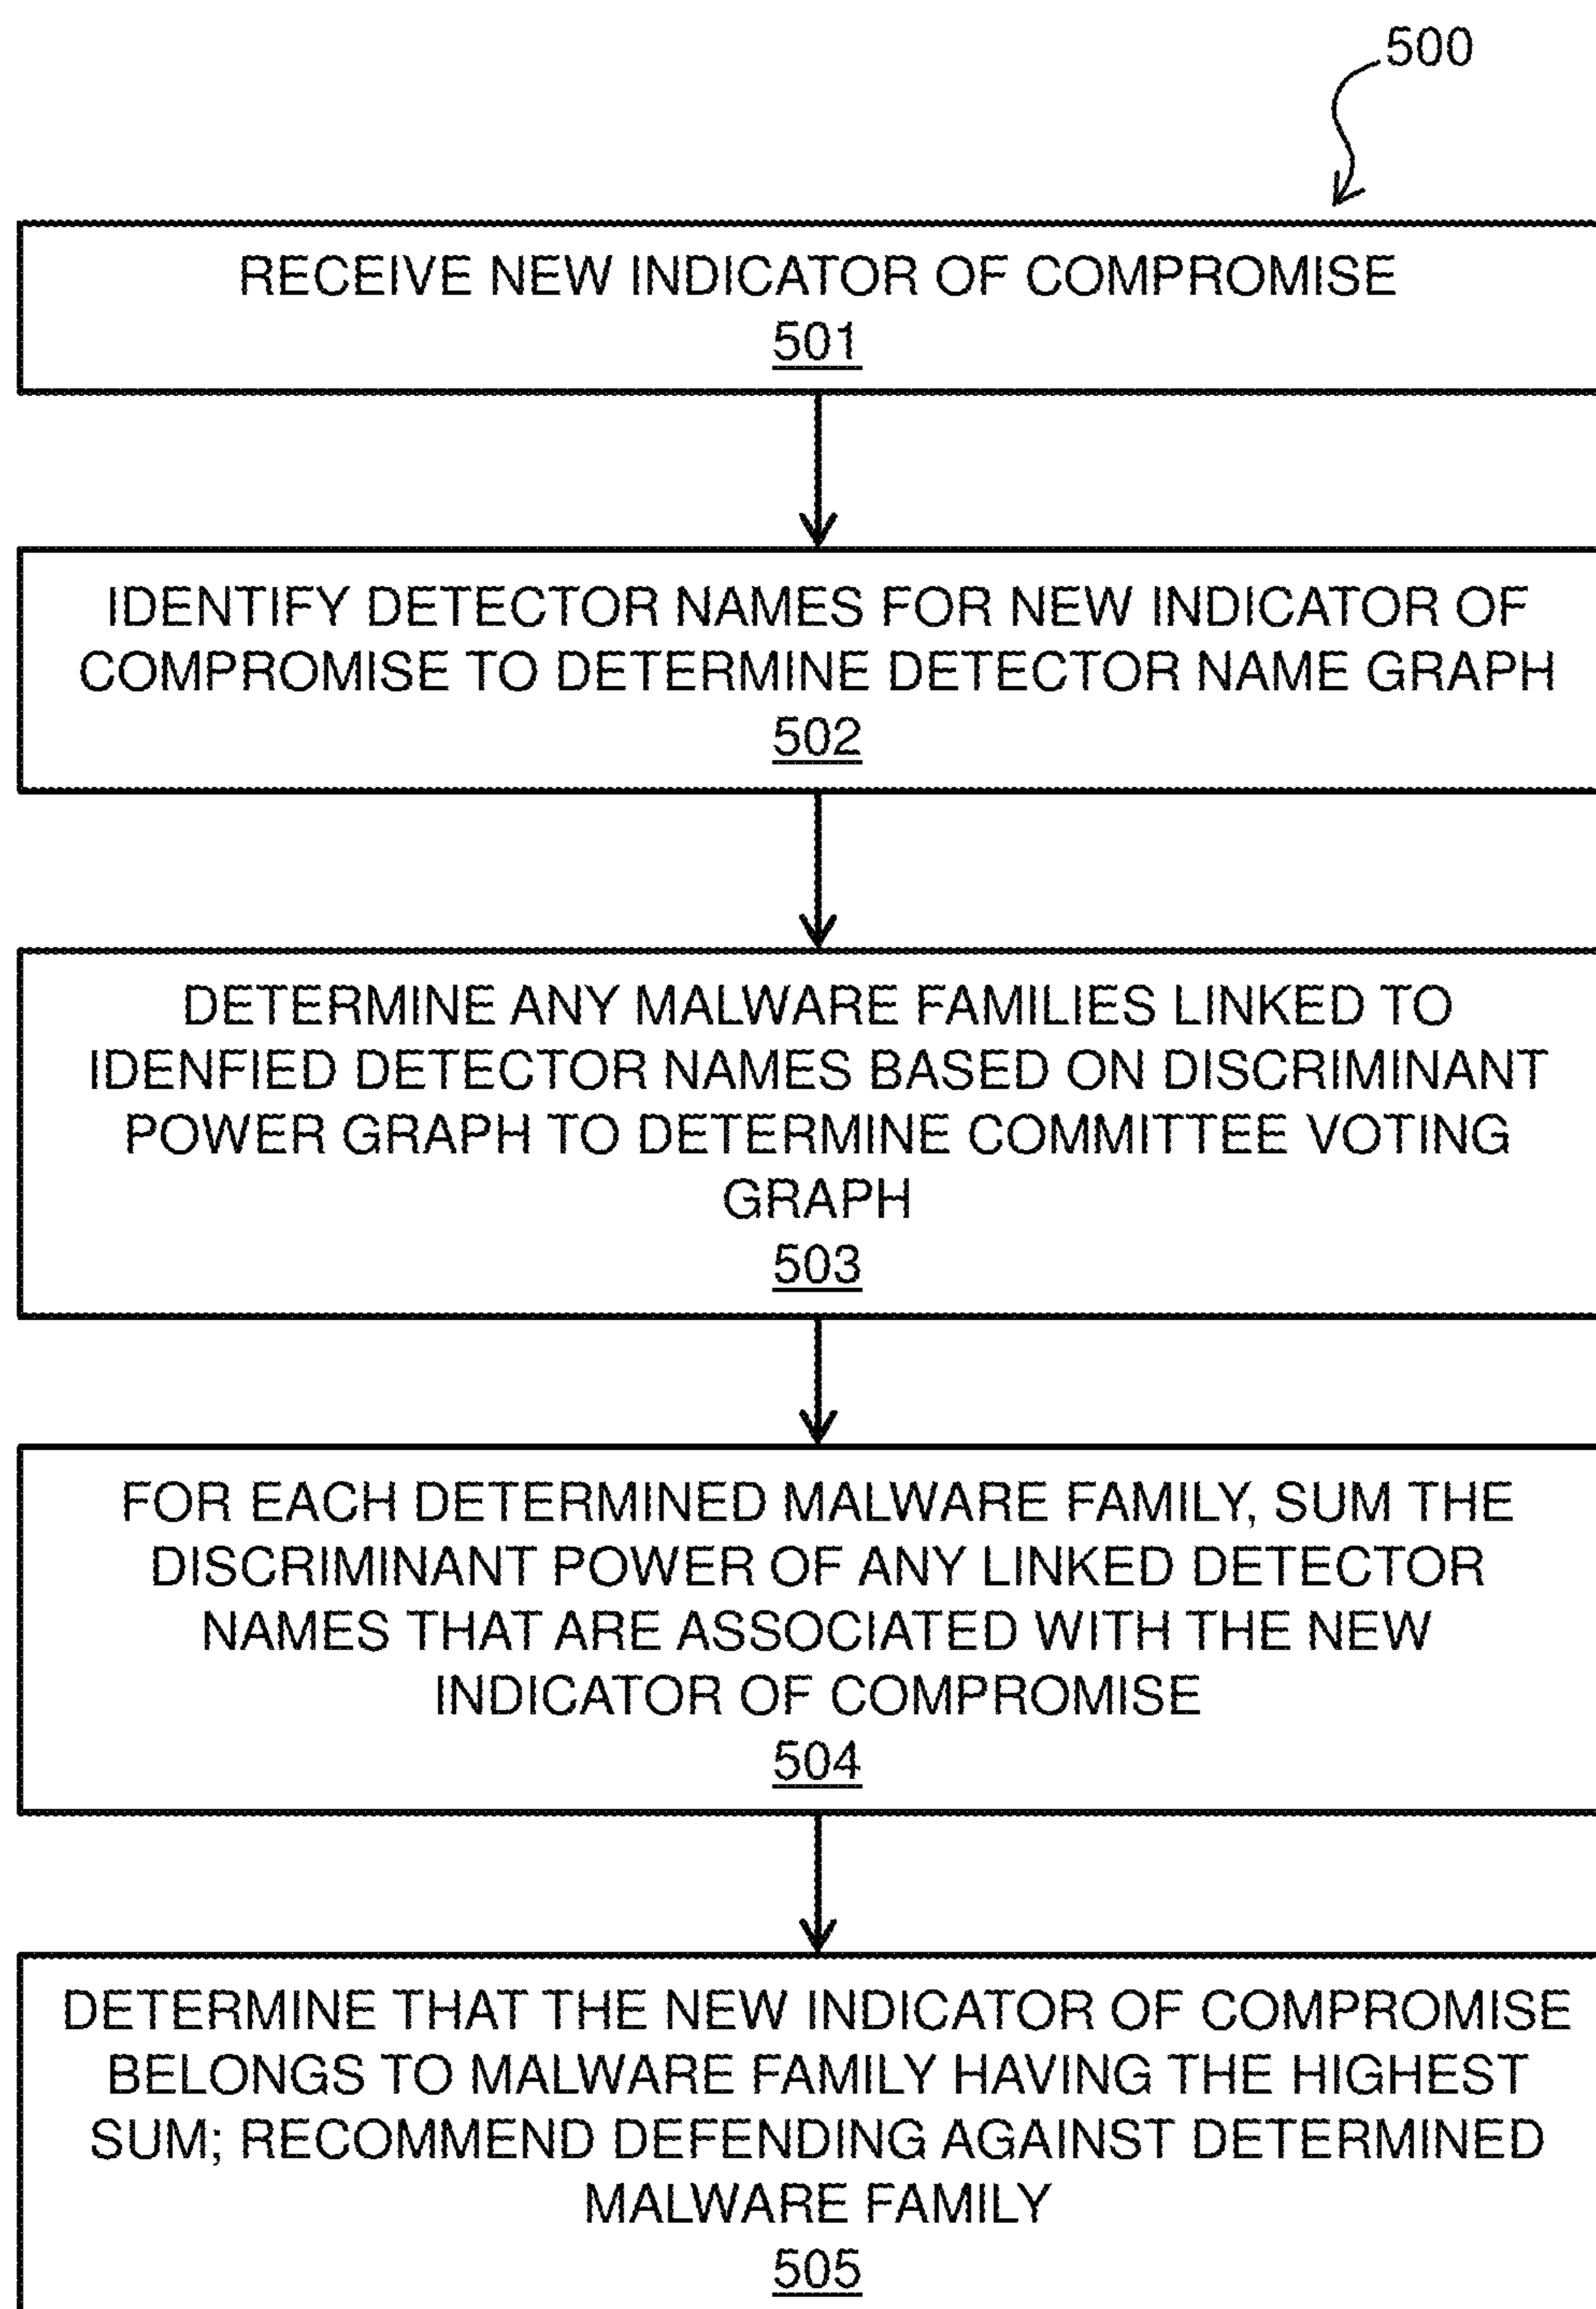 500
RECEIVE NEW INDICATOR OF COMPROMISE
501
IDENTIFY DETECTOR NAMES FOR NEW INDICATOR OF
COMPROMISE TO DETERMINE DETECTOR NAME GRAPH
502
DETERMINE ANY MALWARE FAMILIES LINKED TO
IDENFIED DETECTOR NAMES BASED ON DISCRIMINANT
POWER GRAPH TO DETERMINE COMMITTEE VOTING
GRAPH
503
FOR EACH DETERMINED MALWARE FAMILY, SUM THE
DISCRIMINANT POWER OF ANY LINKED DETECTOR
NAMES THAT ARE ASSOCIATED WITH THE NEW
INDICATOR OF COMPROMISE
504
DETERMINE THAT THE NEW INDICATOR OF COMPROMISE
BELONGS TO MALWARE FAMILY HAVING THE HIGHEST
SUM; RECOMMEND DEFENDING AGAINST DETERMINED
MALWARE FAMILY
505